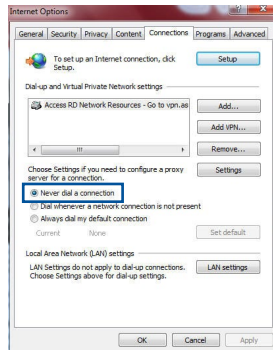 Internet Options
General Security Privacy Content Connections Programs Advanced
To set up an Internet connection, click
Setup.
Setup
Dial-up and Virtual Private Network settings
Access RD Network Resources - Go to vpn.as
Add...
Add VPN...
Remove...
Choose Settings if you need to configure a proxy
server for a connection.
Settings
Never dial a connection
Dial whenever a network connection is not present
Always dial my default connection
Current None
Set default
Local Area Network (LAN) settings
LAN Settings do not apply to dial-up connections.
Choose Settings above for dial-up settings.
LAN settings
OK Cancel Apply